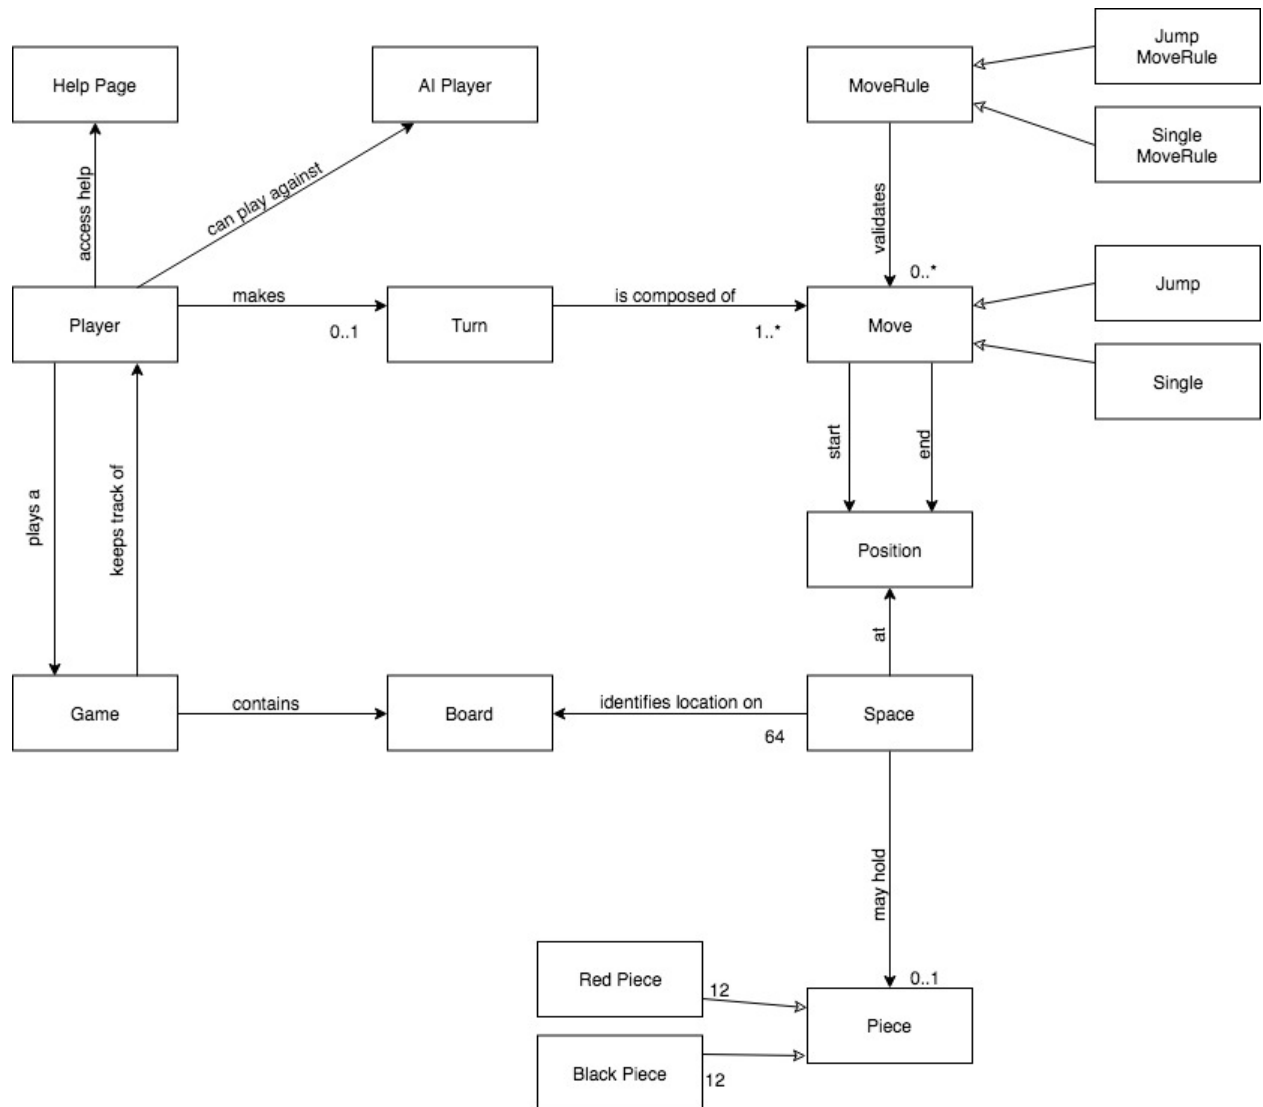 Help Page
AI Player
MoveRule
Jump
MoveRule
Single
MoveRule
access help
can play against
validates
0..*
Player
makes
0..1
Turn
is composed of
1..*
Move
Jump
Single
start
end
plays a
keeps track of
Position
at
Game
contains
Board
identifies location on
64
Space
may hold
0..1
Red Piece
12
Piece
Black Piece
12